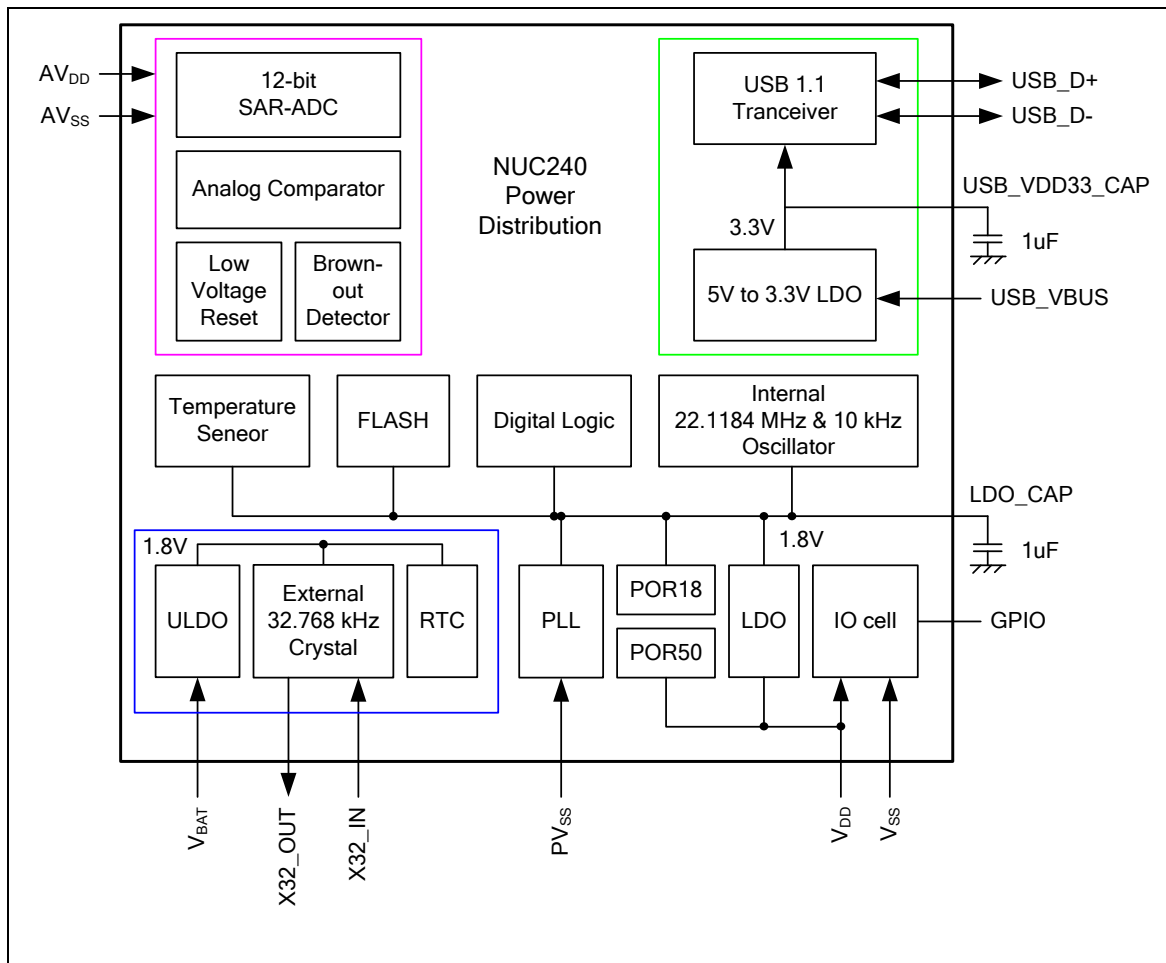 AVDD
AVSS
12-bit
SAR-ADC
Analog Comparator
Low
Voltage
Reset
Brown-
out
Detector
NUC240
Power
Distribution
USB 1.1
Tranceiver
USB_D+
USB_D-
USB_VDD33_CAP
3.3V
1uF
5V to 3.3V LDO
USB_VBUS
Temperature
Seneor
FLASH
Digital Logic
Internal
22.1184 MHz & 10 kHz
Oscillator
LDO_CAP
1.8V
1.8V
1uF
ULDO
External
32.768 kHz
Crystal
RTC
PLL
POR18
POR50
LDO
IO cell
GPIO
VBAT
X32_OUT
X32_IN
PVSS
VDD
VSS